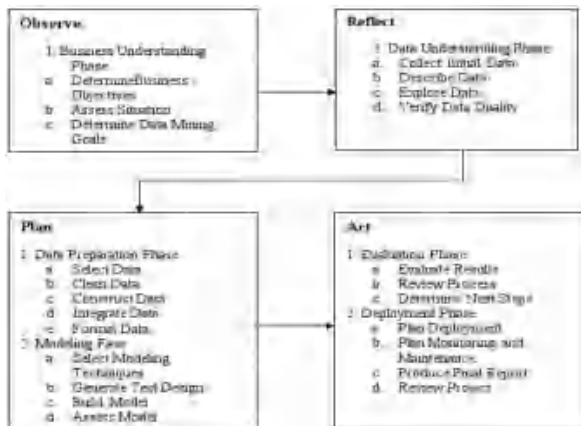 Observe
1. Business Understanding
Phase
a. Determine Business
Objectives
b. Assess Situation
c. Determine Data Mining
Goals
Reflect
1. Data Understanding Phase
a. Collect Initial Data
b. Describe Data
c. Explore Data
d. Verify Data Quality
Plan
1. Data Preparation Phase
a. Select Data
b. Clean Data
c. Construct Data
d. Integrate Data
e. Format Data
2. Modeling Fase
a. Select Modeling
Techniques
b. Generate Test Design
c. Build Model
d. Assess Model
Act
1. Evaluation Phase
a. Evaluate Results
b. Review Process
c. Determine Next Steps
2. Deployment Phase
a. Plan Deployment
b. Plan Monitoring and
Maintenance
c. Produce Final Report
d. Review Project